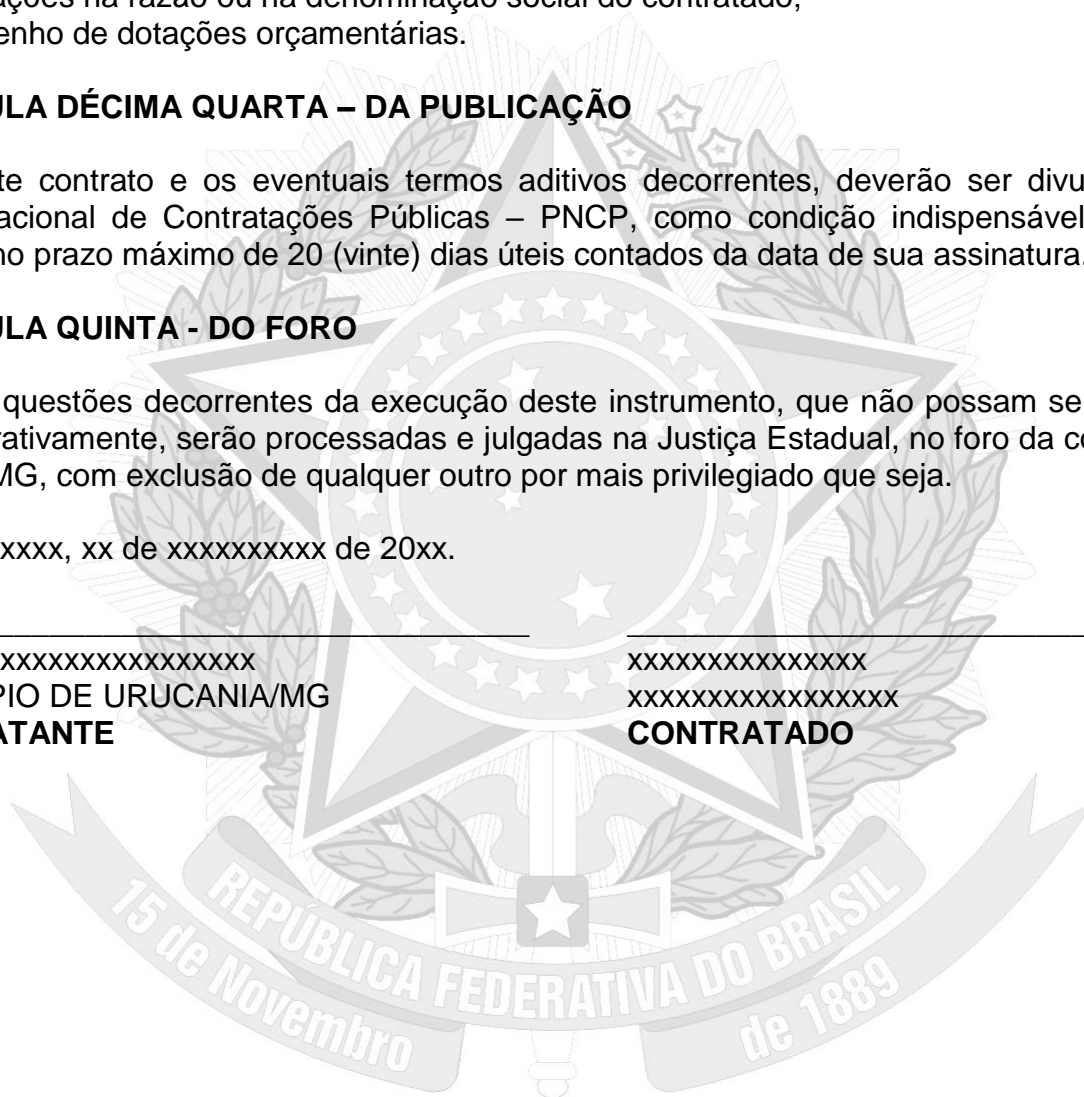 ações na razão ou na denominação social do contratado;
enho de dotações orçamentárias.
ULA DÉCIMA QUARTA – DA PUBLICAÇÃO
te contrato e os eventuais termos aditivos decorrentes, deverão ser divu
acional de Contratações Públicas – PNCP, como condição indispensável
no prazo máximo de 20 (vinte) dias úteis contados da data de sua assinatura.
ULA QUINTA - DO FORO
questões decorrentes da execução deste instrumento, que não possam se
rativamente, serão processadas e julgadas na Justiça Estadual, no foro da co
MG, com exclusão de qualquer outro por mais privilegiado que seja.
xxxx, xx de xxxxxxxxxx de 20xx.
xxxxxxxxxxxxxxxx xxxxxxxxxxxxxxx
PIO DE URUCANIA/MG xxxxxxxxxxxxxxxxx
ATANTE CONTRATADO
REPÚBLICA FEDERATIVA DO BRASIL
15 de Novembro de 1889